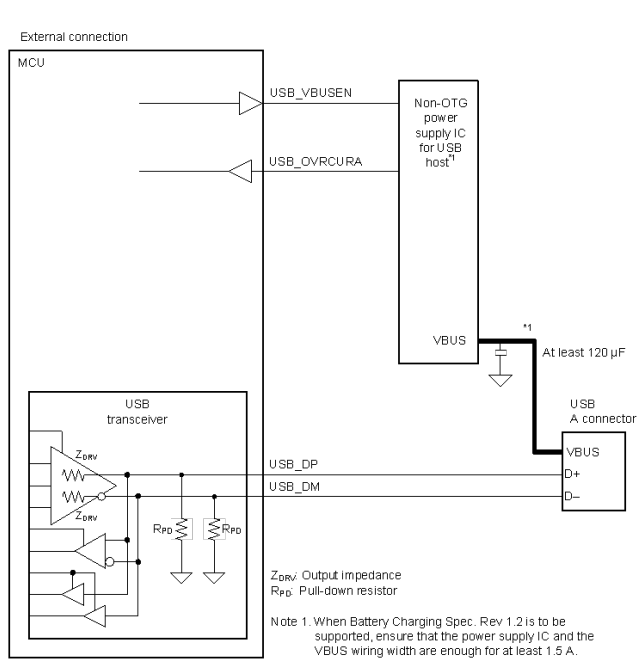 External connection
MCU
USB_VBUSEN
Non-OTG
power
supply IC
for USB
host*1
USB_OVRCURA
VBUS
*1
At least 120 µF
USB
A connector
VBUS
D+
D–
USB
transceiver
ZDRV
ZDRV
USB_DP
USB_DM
RPD
RPD
ZDRV: Output impedance
RPD: Pull-down resistor
Note 1. When Battery Charging Spec. Rev 1.2 is to be
supported, ensure that the power supply IC and the
VBUS wiring width are enough for at least 1.5 A.